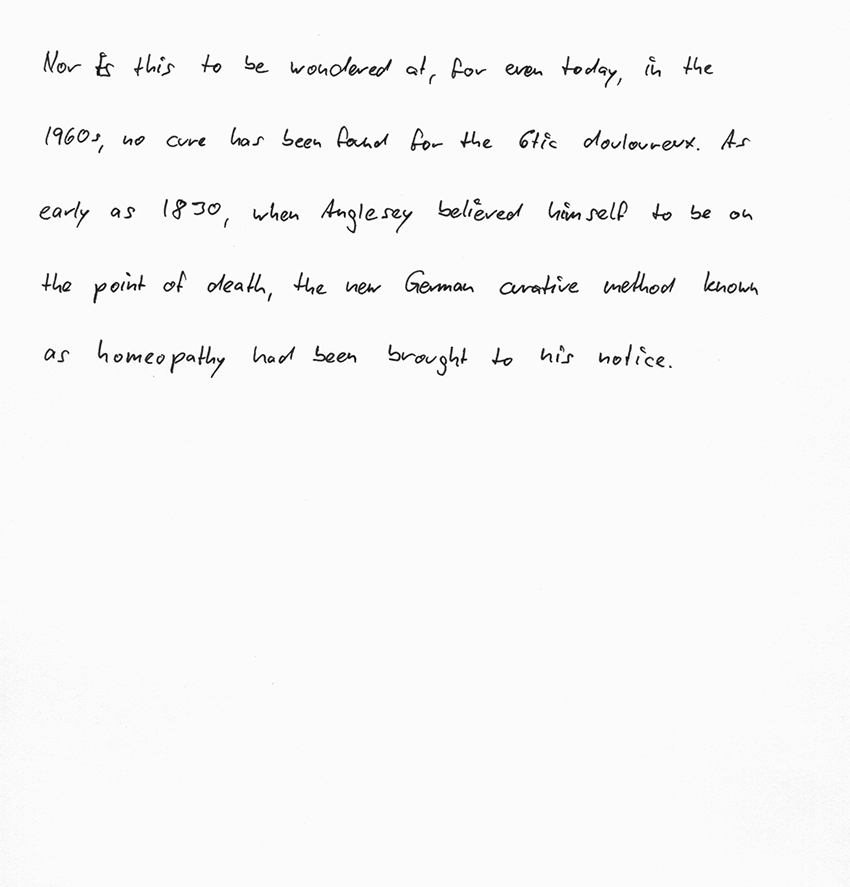 Nor is this to be wondered at, for even today, in the
1960s, no cure has been found for the 6tic douloureux. As
early as 1830, when Anglesey believed himself to be on
the point of death, the new German curative method known
as homeopathy had been brought to his notice.